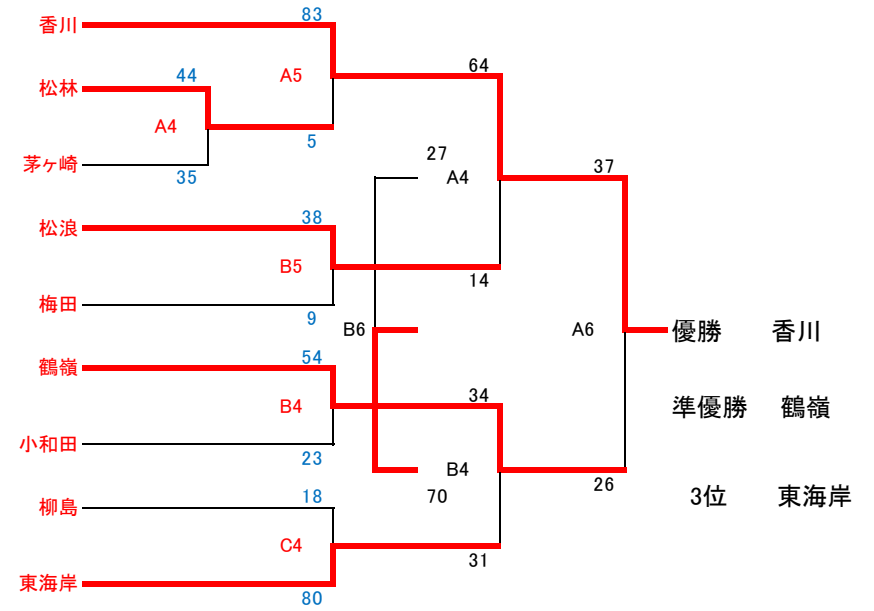 83
香川
64
44
A5
松林
A4
5
27
37
茅ヶ崎
35
A4
38
松浪
B5
14
梅田
9
B6
A6
優勝 香川
54
鶴嶺
34
B4
準優勝 鶴嶺
小和田
23
B4
26
18
70
3位 東海岸
柳島
C4
31
東海岸
80